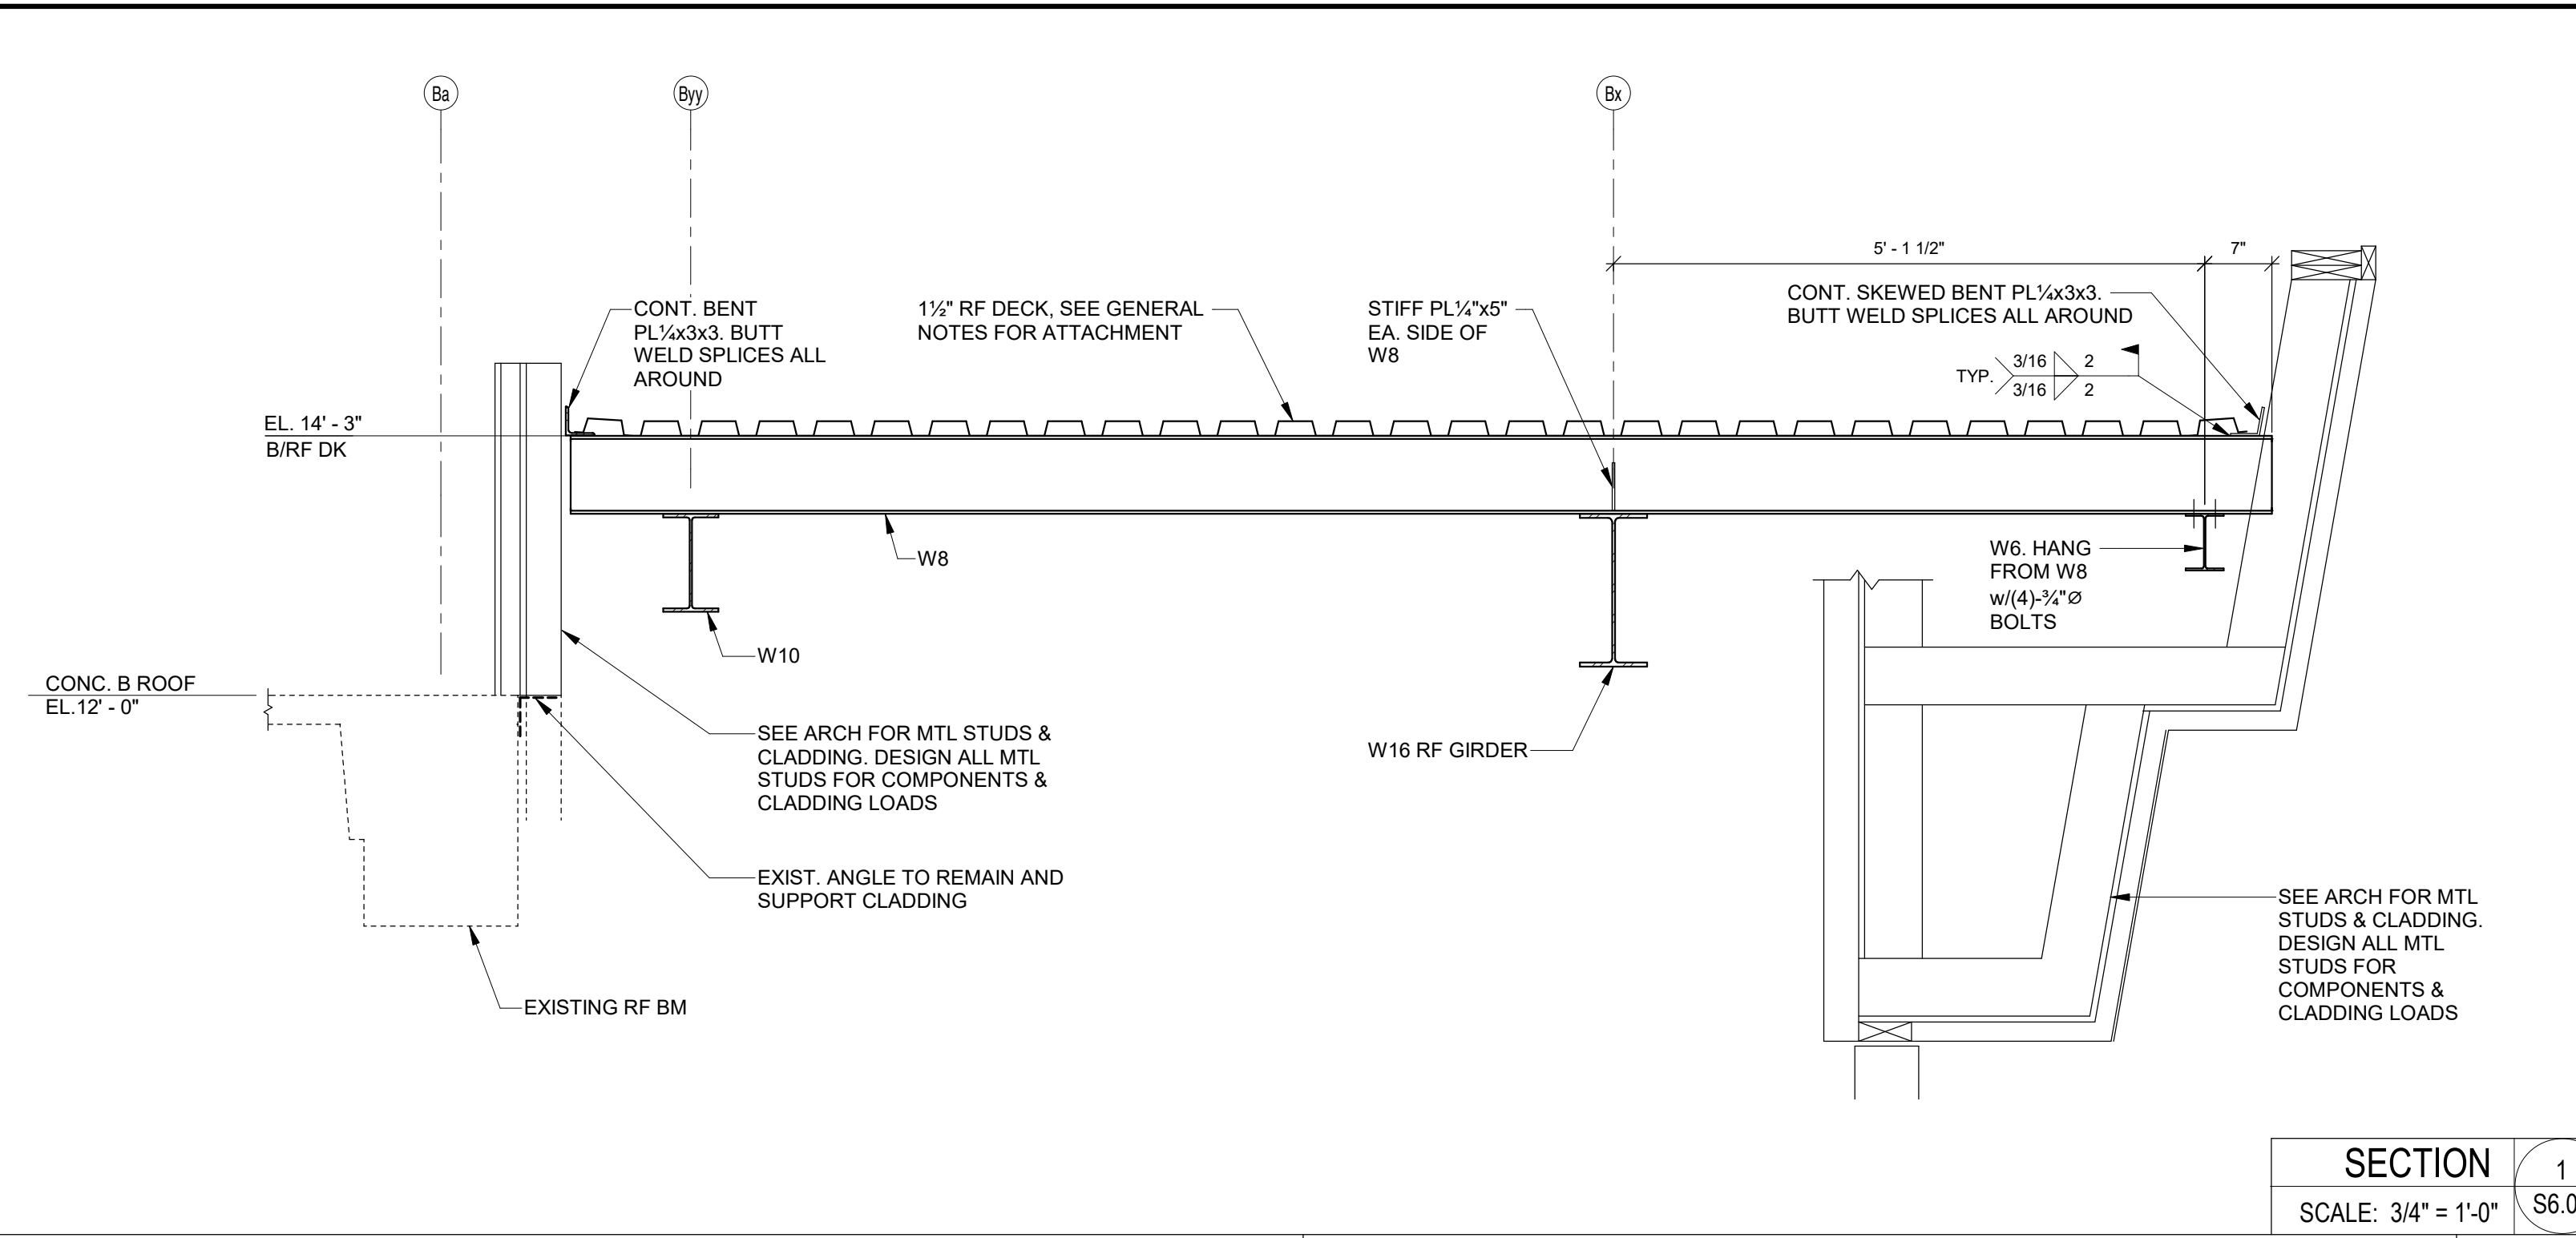 Ba
Byy
Bx
5' - 1 1/2"
7"
CONT. BENT
PL¼x3x3. BUTT
WELD SPLICES ALL
AROUND
1½" RF DECK, SEE GENERAL
NOTES FOR ATTACHMENT
STIFF PL¼"x5"
EA. SIDE OF
W8
CONT. SKEWED BENT PL¼x3x3.
BUTT WELD SPLICES ALL AROUND
TYP.
3/16 2
3/16 2
EL. 14' - 3"
B/RF DK
W8
W6. HANG
FROM W8
w/(4)-¾"Ø
BOLTS
W10
CONC. B ROOF
EL.12' - 0"
SEE ARCH FOR MTL STUDS &
CLADDING. DESIGN ALL MTL
STUDS FOR COMPONENTS &
CLADDING LOADS
W16 RF GIRDER
EXIST. ANGLE TO REMAIN AND
SUPPORT CLADDING
SEE ARCH FOR MTL
STUDS & CLADDING.
DESIGN ALL MTL
STUDS FOR
COMPONENTS &
CLADDING LOADS
EXISTING RF BM
SECTION
1
SCALE: 3/4" = 1'-0"
S6.0